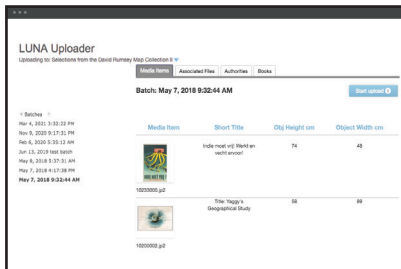 LUNA Uploader
Uploading to: Selections from the David Rumsey Map Collection II
Media Items
Associated Files
Authorities
Books
Batch: May 7, 2018 9:32:44 AM
Start upload
Batches
Mar 4, 2021 3:32:22 PM
Nov 9, 2020 9:17:31 PM
Feb 6, 2020 5:35:12 AM
Jun 13, 2019 test batch
May 8, 2018 5:37:31 AM
May 7, 2018 4:17:38 PM
May 7, 2018 9:32:44 AM
Media Item
Short Title
Obj Height cm
Object Width cm
Indie moet vrij! Werkt en
vecht ervoor!
74
48
10233000.jp2
Title: Yaggy's
Geographical Study
59
89
10200002.jp2